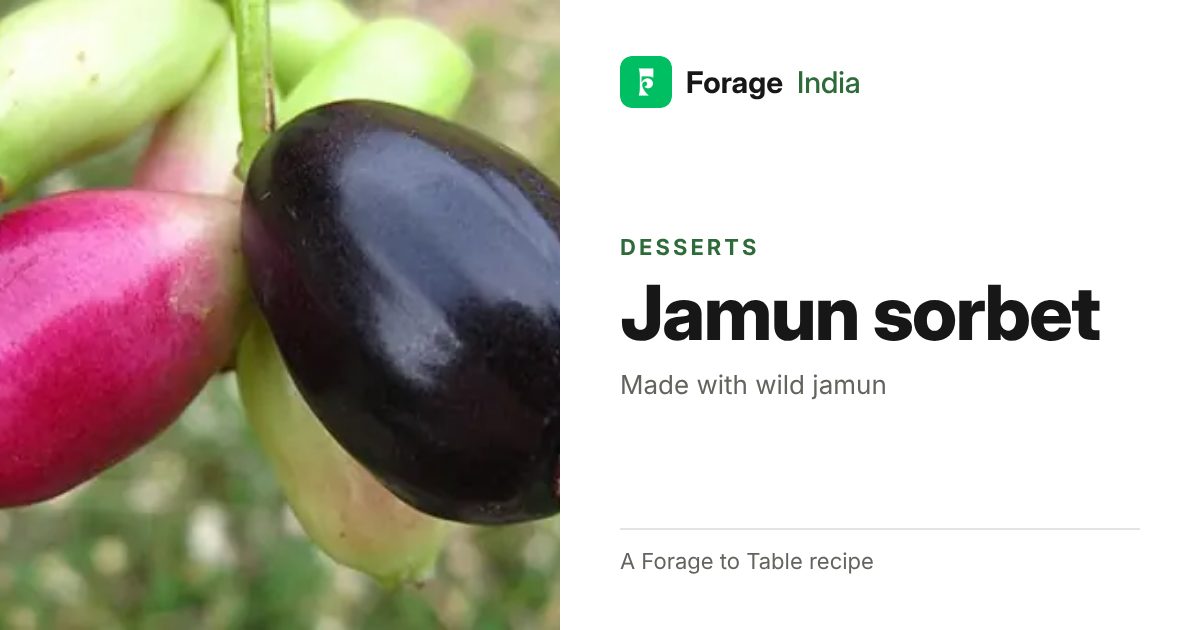 Forage India
DESSERTS
Jamun sorbet
Made with wild jamun
A Forage to Table recipe